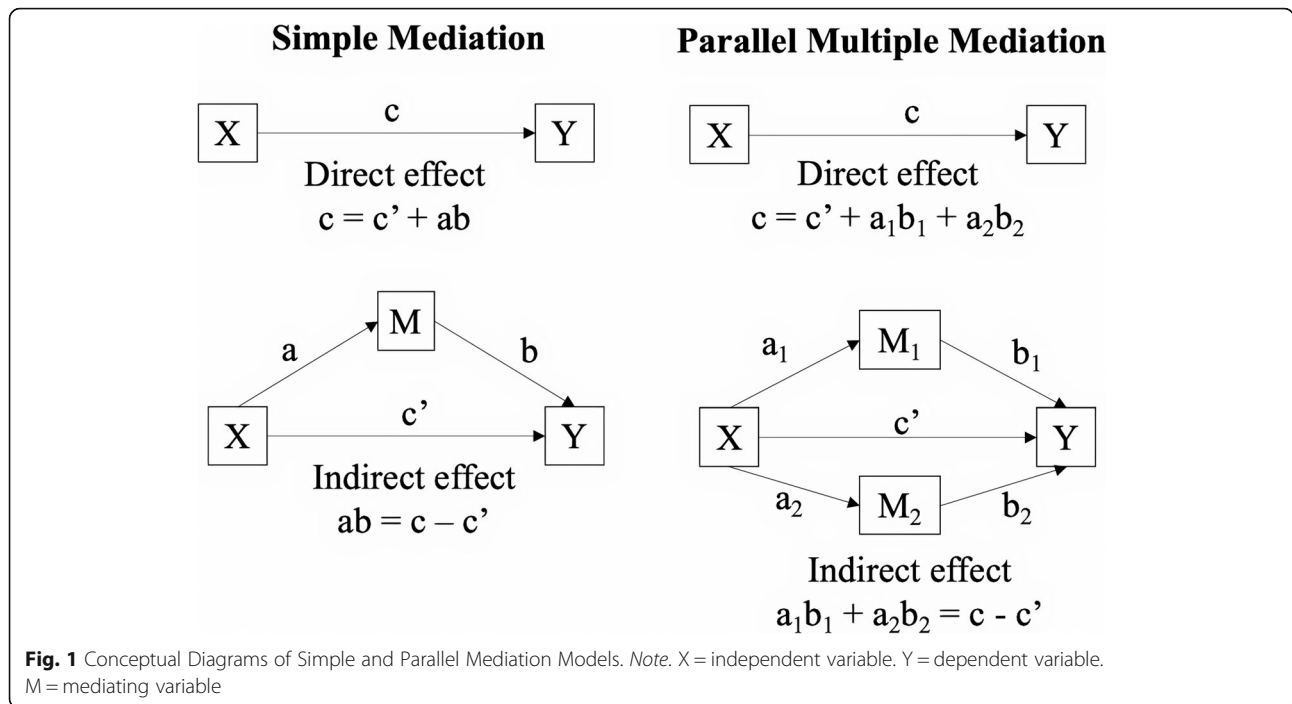 Simple Mediation
c
X
Y
Direct effect
c = c’ + ab
M
a
b
c’
X
Y
Indirect effect
ab = c – c’
Parallel Multiple Mediation
c
X
Y
Direct effect
c = c’ + a₁b₁ + a₂b₂
M₁
a₁
b₁
c’
X
Y
a₂
M₂
b₂
Indirect effect
a₁b₁ + a₂b₂ = c - c’
Fig. 1 Conceptual Diagrams of Simple and Parallel Mediation Models. Note. X = independent variable. Y = dependent variable.
M = mediating variable